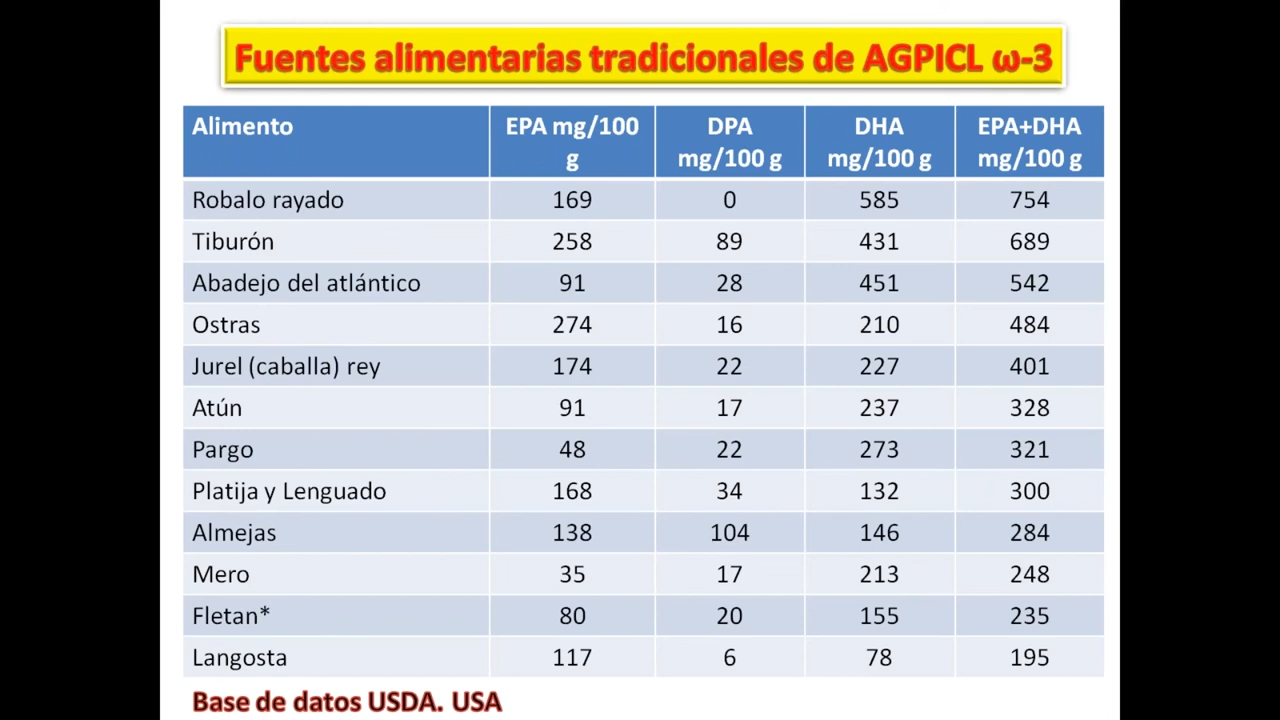 Fuentes alimentarias tradicionales de AGPICL ω-3
Alimento EPA mg/100 g DPA mg/100 g DHA mg/100 g EPA+DHA mg/100 g
Robalo rayado 169 0 585 754
Tiburón 258 89 431 689
Abadejo del atlántico 91 28 451 542
Ostras 274 16 210 484
Jurel (caballa) rey 174 22 227 401
Atún 91 17 237 328
Pargo 48 22 273 321
Platija y Lenguado 168 34 132 300
Almejas 138 104 146 284
Mero 35 17 213 248
Fletan* 80 20 155 235
Langosta 117 6 78 195
Base de datos USDA. USA